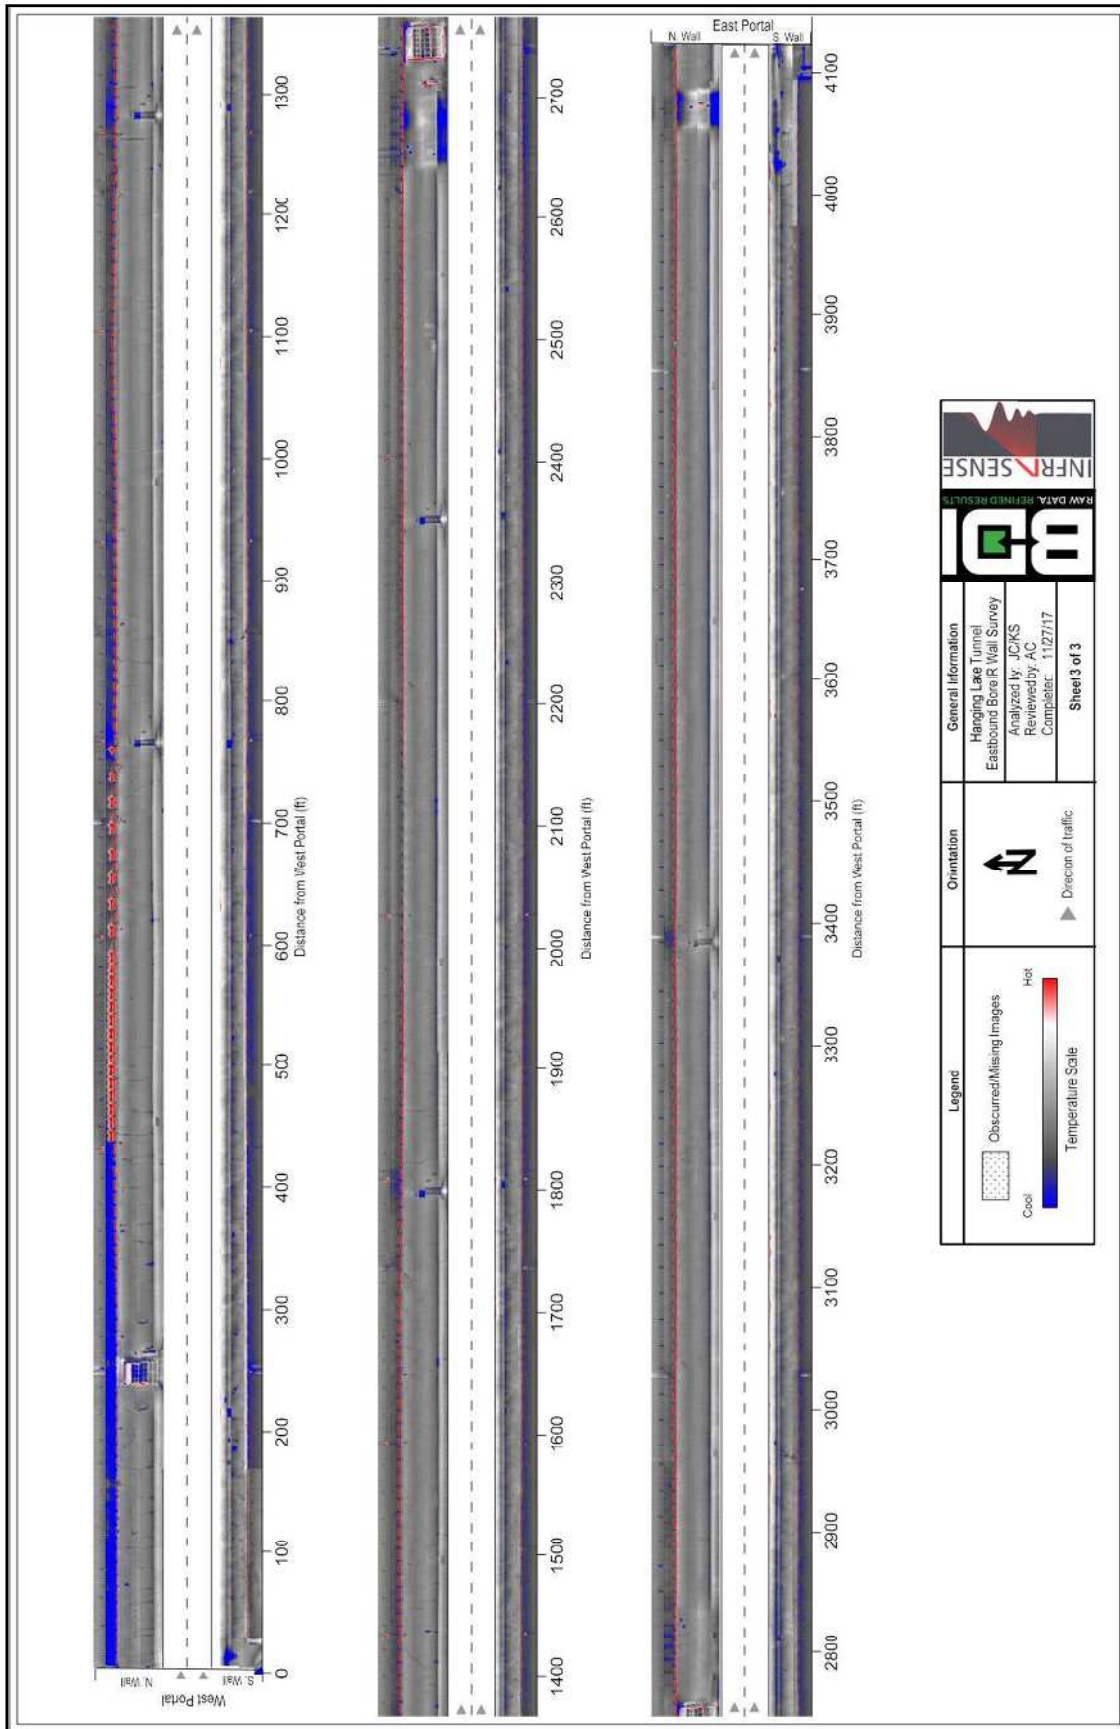 West Portal
N. Wall
S. Wall
0
100
200
300
400
500
600
700
800
900
1000
1100
1200
1300
Distance from West Portal (ft)
1400
1500
1600
1700
1800
1900
2000
2100
2200
2300
2400
2500
2600
2700
Distance from West Portal (ft)
East Portal
N. Wall
S. Wall
2800
2900
3000
3100
3200
3300
3400
3500
3600
3700
3800
3900
4000
4100
Distance from West Portal (ft)
Legend
Obscurred/Missing Images
Cool
Hot
Temperature Scale
Orientation
N
Direction of traffic
General Information
Hanging Lake Tunnel
Eastbound Bore IR Wall Survey
Analyzed by: JC/KS
Reviewed by: AC
Completed: 11/27/17
Sheet 3 of 3
RAW DATA. REFINED RESULTS
INFRASENSE